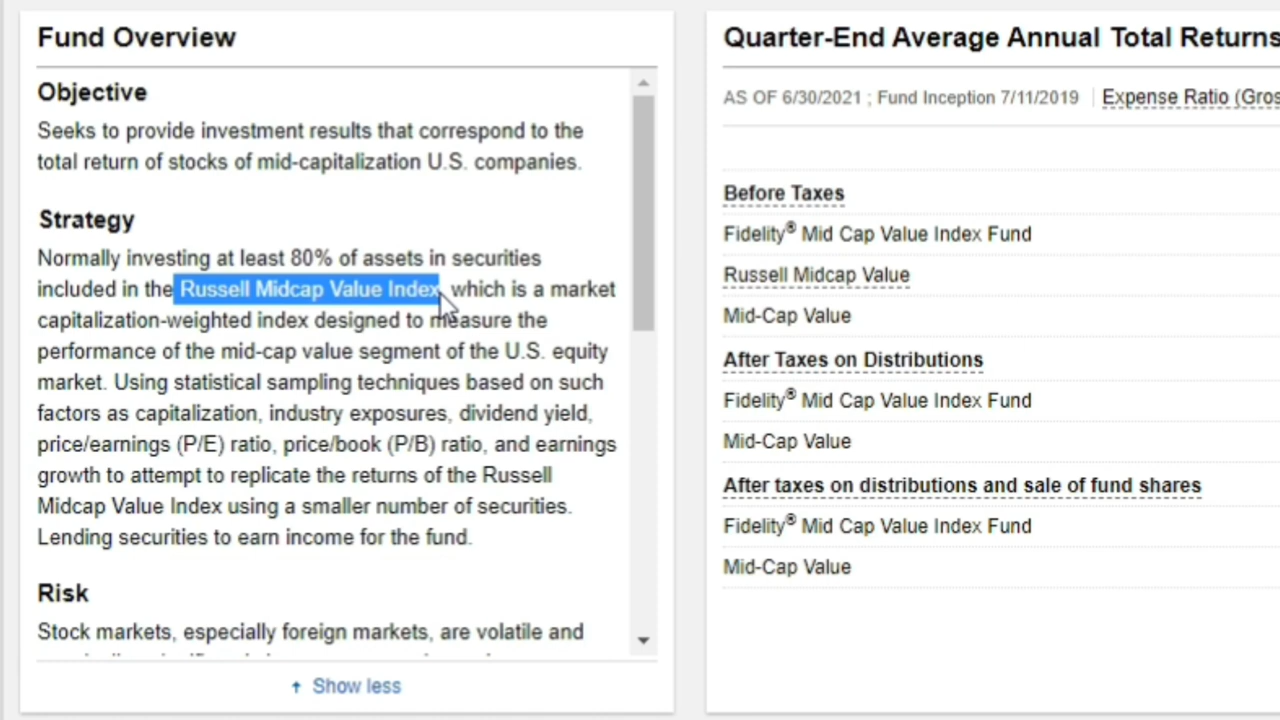 Fund Overview
Objective
Seeks to provide investment results that correspond to the
total return of stocks of mid-capitalization U.S. companies.
Strategy
Normally investing at least 80% of assets in securities
included in the Russell Midcap Value Index, which is a market
capitalization-weighted index designed to measure the
performance of the mid-cap value segment of the U.S. equity
market. Using statistical sampling techniques based on such
factors as capitalization, industry exposures, dividend yield,
price/earnings (P/E) ratio, price/book (P/B) ratio, and earnings
growth to attempt to replicate the returns of the Russell
Midcap Value Index using a smaller number of securities.
Lending securities to earn income for the fund.
Risk
Stock markets, especially foreign markets, are volatile and
↑ Show less
Quarter-End Average Annual Total Returns
AS OF 6/30/2021 ; Fund Inception 7/11/2019 | Expense Ratio (Gros
Before Taxes
Fidelity® Mid Cap Value Index Fund
Russell Midcap Value
Mid-Cap Value
After Taxes on Distributions
Fidelity® Mid Cap Value Index Fund
Mid-Cap Value
After taxes on distributions and sale of fund shares
Fidelity® Mid Cap Value Index Fund
Mid-Cap Value